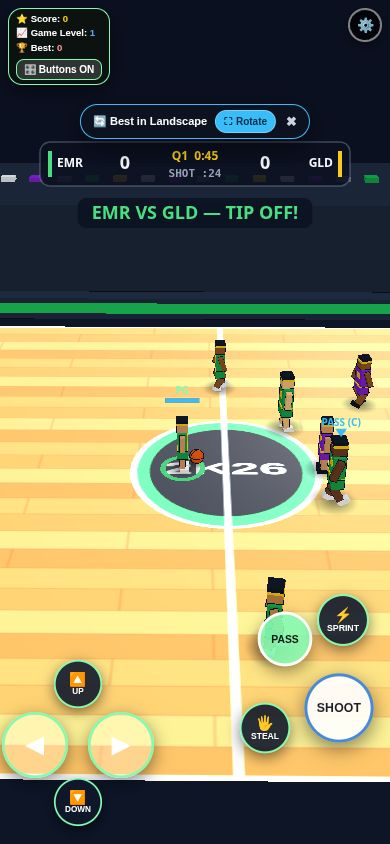 ⭐ Score: 0
📈 Game Level: 1
🏆 Best: 0
🎛️ Buttons ON
⚙️
🔄 Best in Landscape
⛶ Rotate
✖
EMR 0 Q1 0:45 0 GLD
SHOT :24
EMR VS GLD — TIP OFF!
PASS (C)
K26
⚡
SPRINT
PASS
🔼
UP
SHOOT
🖐
STEAL
◀ ▶
🔽
DOWN